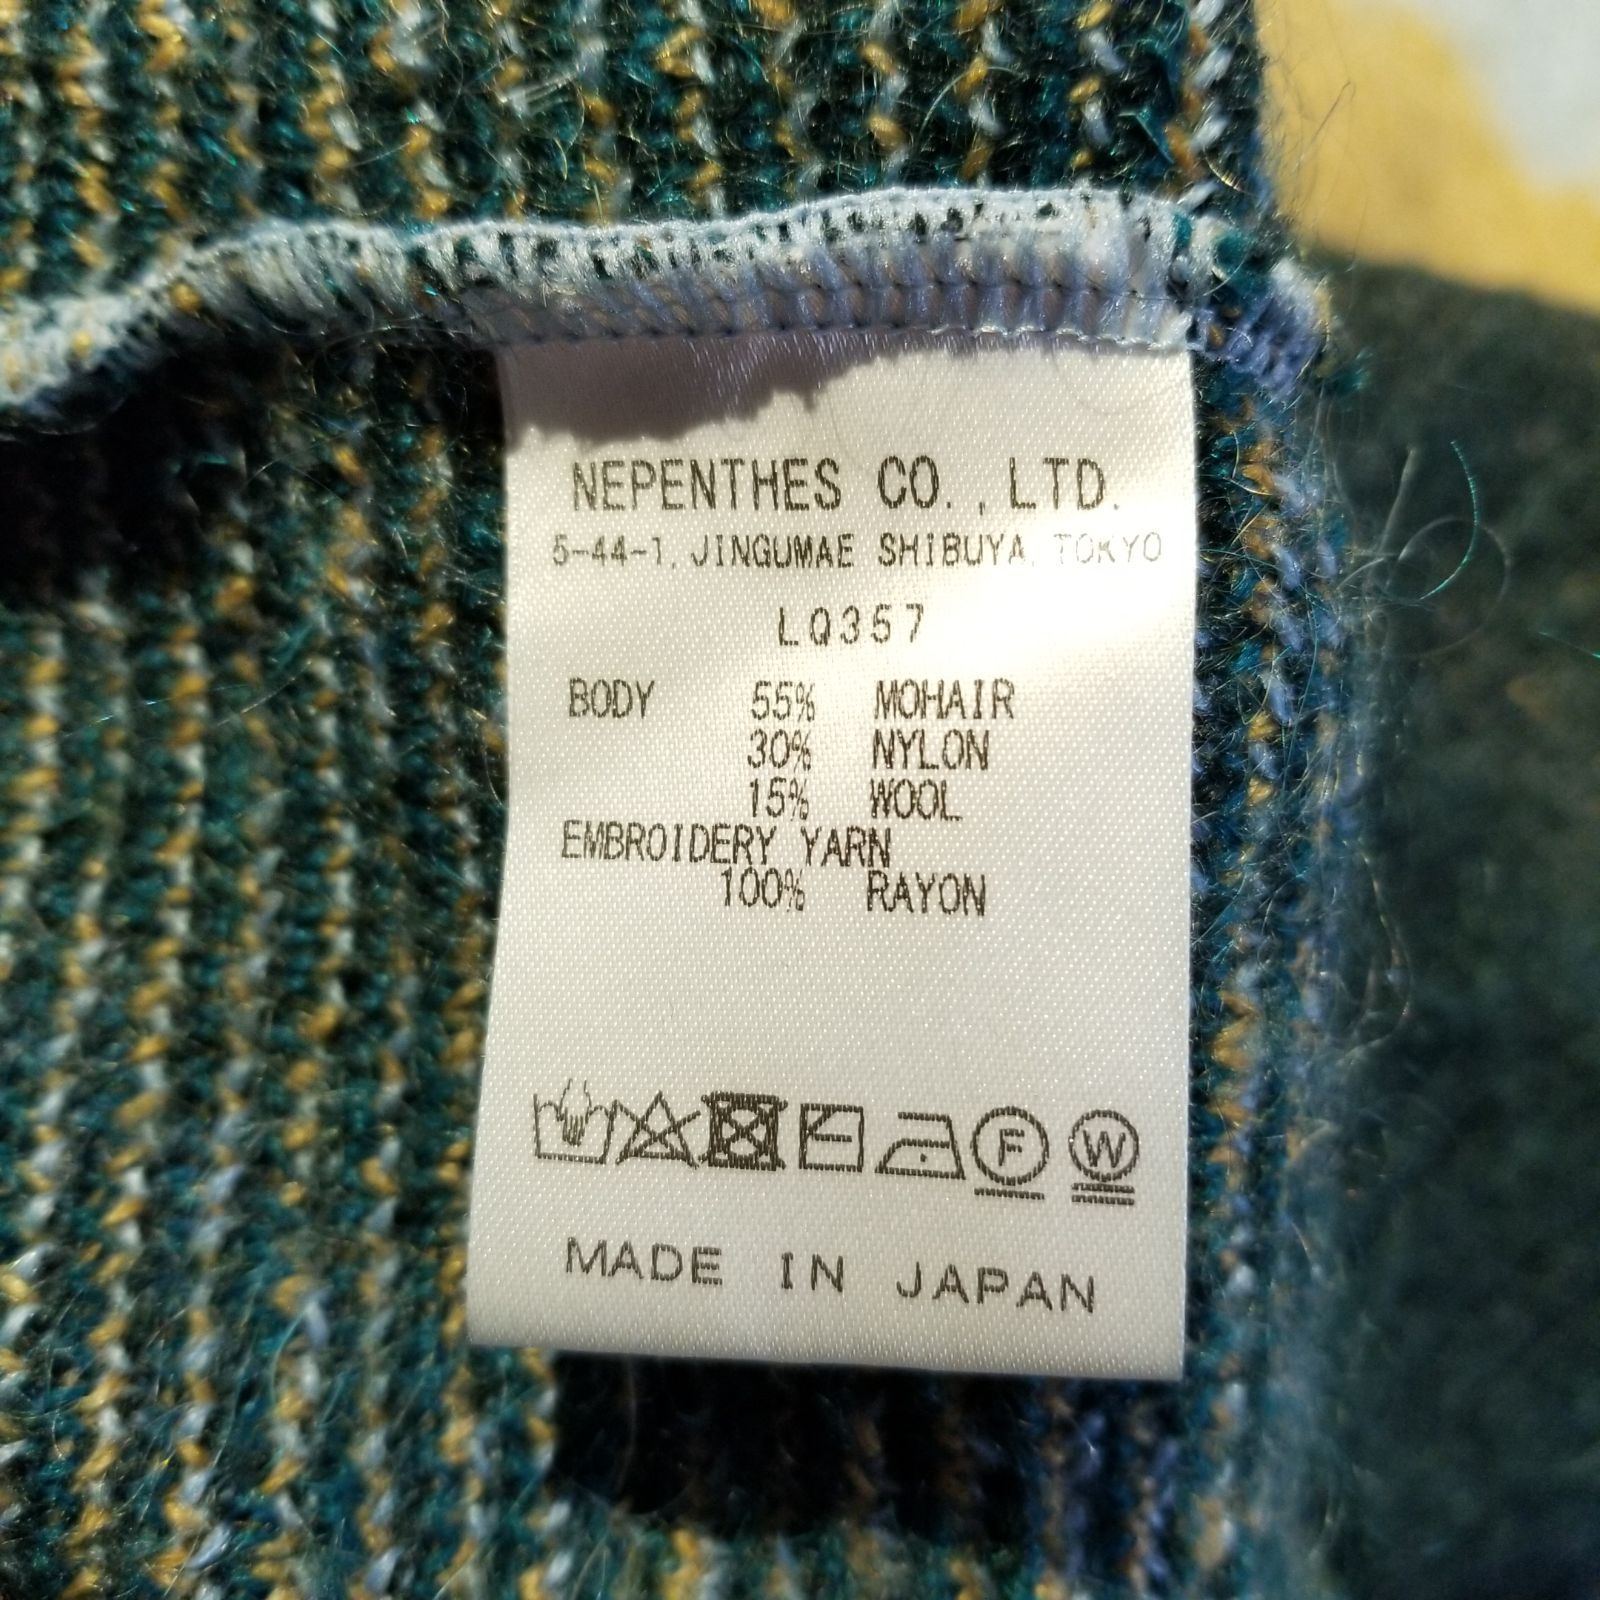 NEPENTHES CO., LTD.
5-44-1, JINGUMAE SHIBUYA, TOKYO
LQ357
BODY 55% MOHAIR
30% NYLON
15% WOOL
EMBROIDERY YARN
100% RAYON
F W
MADE IN JAPAN